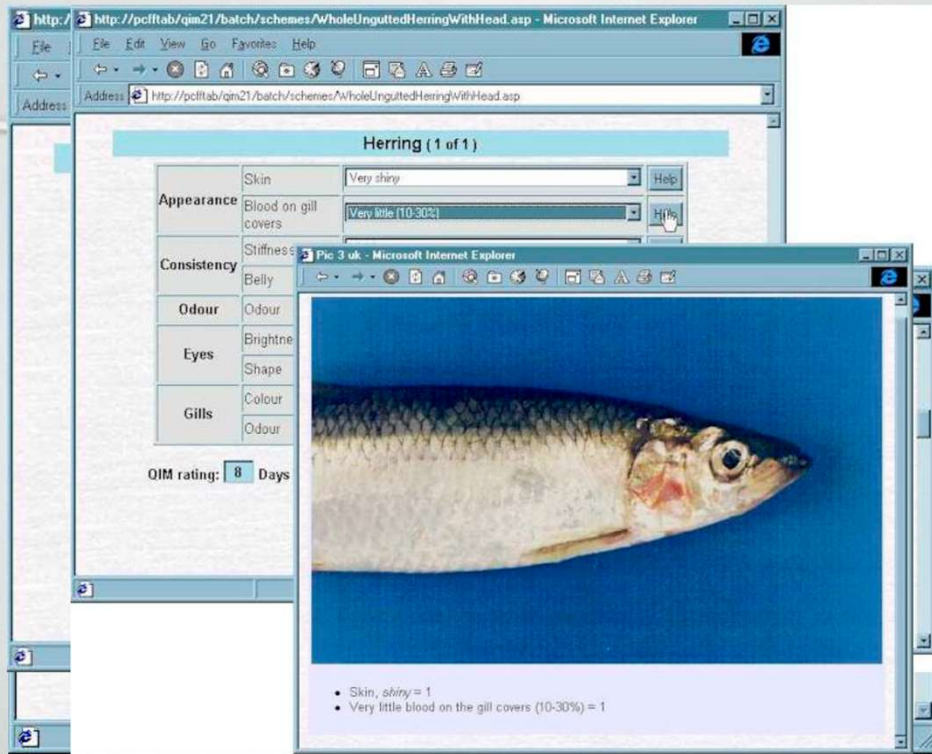 http:/
http://pcfftab/qim21/batch/schemes/WholeUnguttedHerringWithHead.asp - Microsoft Internet Explorer
File
File Edit View Go Favorites Help
Address
Address http://pcfftab/qim21/batch/schemes/WholeUnguttedHerringWithHead.asp
Herring ( 1 of 1 )
Appearance
Skin
Very shiny
Help
Blood on gill covers
Very little (10-30%)
Consistency
Stiffness
Belly
Odour
Odour
Eyes
Shape
Gills
Colour
Odour
QIM rating: 8 Days
Pic 3 uk - Microsoft Internet Explorer
Skin, shiny = 1
Very little blood on the gill covers (10-30%) = 1